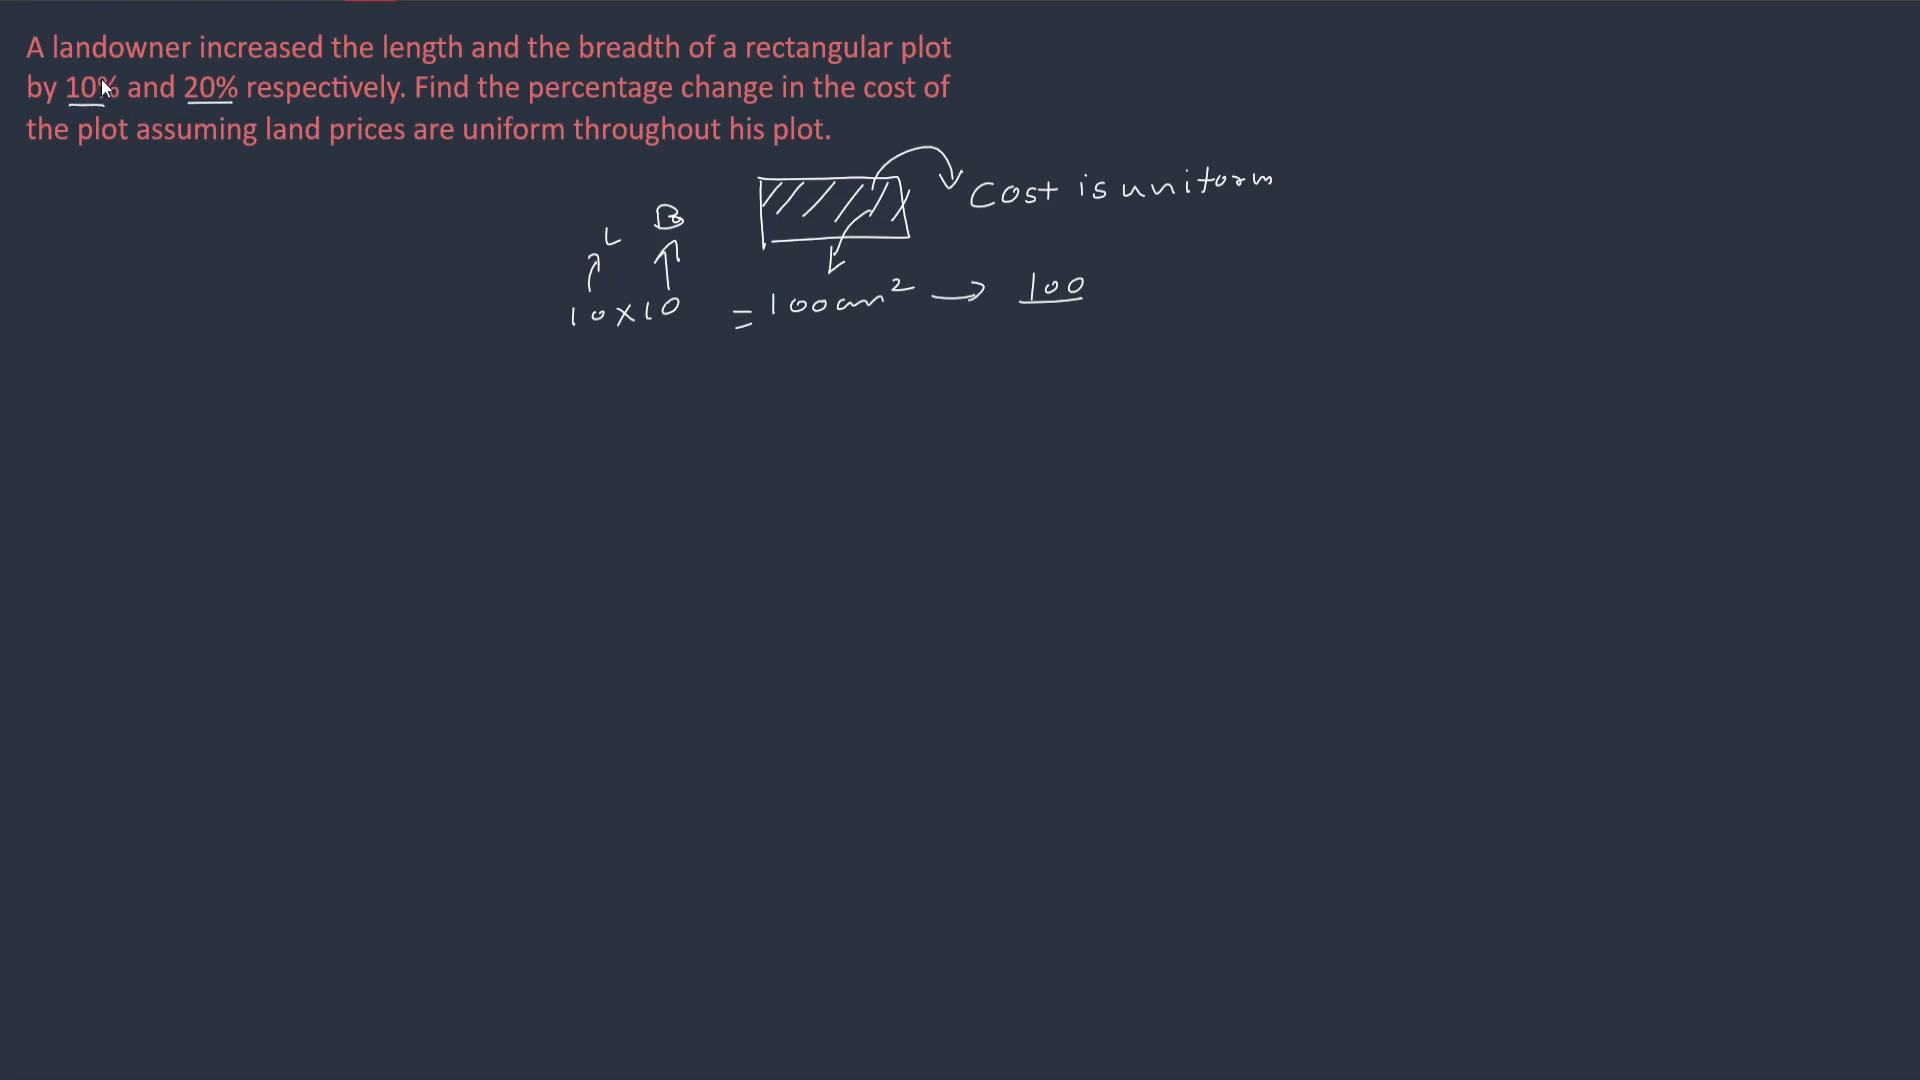 A landowner increased the length and the breadth of a rectangular plot
by 10% and 20% respectively. Find the percentage change in the cost of
the plot assuming land prices are uniform throughout his plot.
Cost is uniform
L B
10 x 10 = 100 cm² → 100